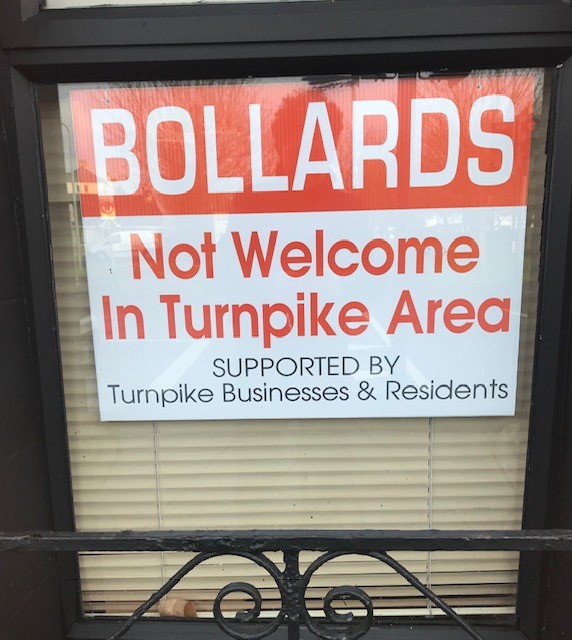 BOLLARDS
Not Welcome
In Turnpike Area
SUPPORTED BY
Turnpike Businesses & Residents